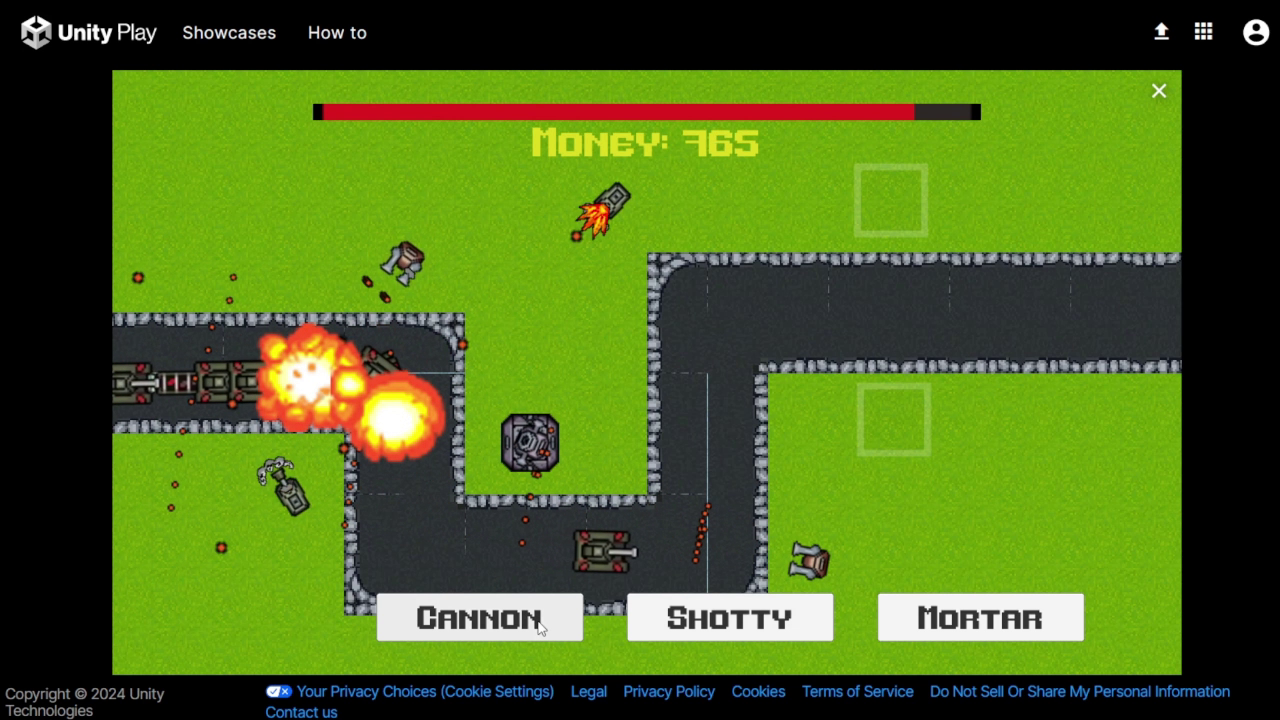 Unity Play
Showcases
How to
Money: 765
Cannon
Shotty
Mortar
Copyright © 2024 Unity
Technologies
Your Privacy Choices (Cookie Settings)
Legal
Privacy Policy
Cookies
Terms of Service
Do Not Sell Or Share My Personal Information
Contact us